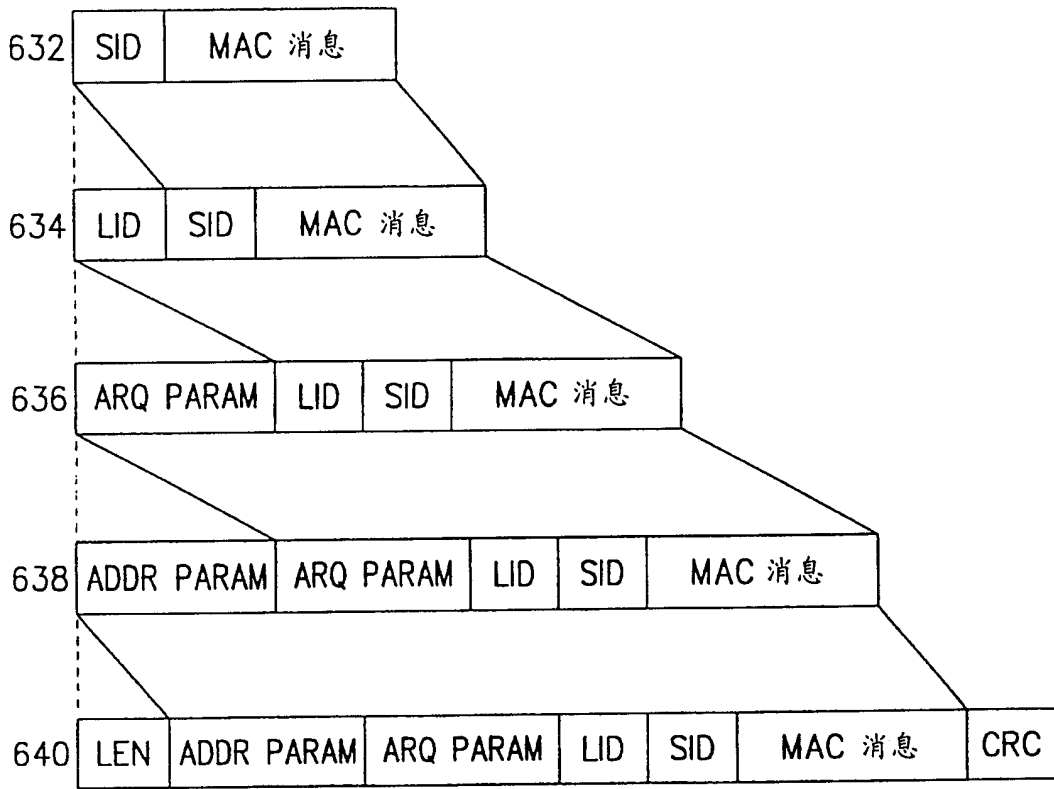 632 SID MAC 消息
634 LID SID MAC 消息
636 ARQ PARAM LID SID MAC 消息
638 ADDR PARAM ARQ PARAM LID SID MAC 消息
640 LEN ADDR PARAM ARQ PARAM LID SID MAC 消息 CRC